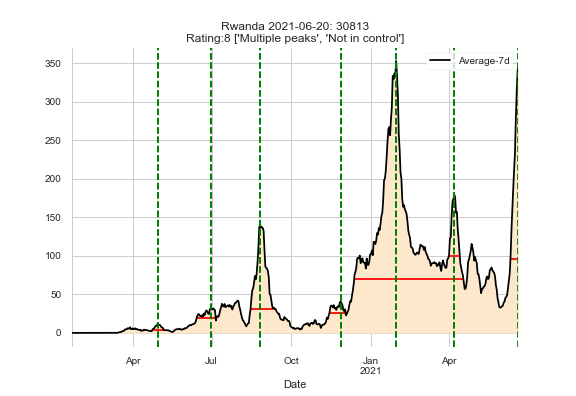 Rwanda 2021-06-20: 30813
Rating:8 ['Multiple peaks', 'Not in control']
Average-7d
350
300
250
200
150
100
50
0
Apr
Jul
Oct
Jan
2021
Apr
Date